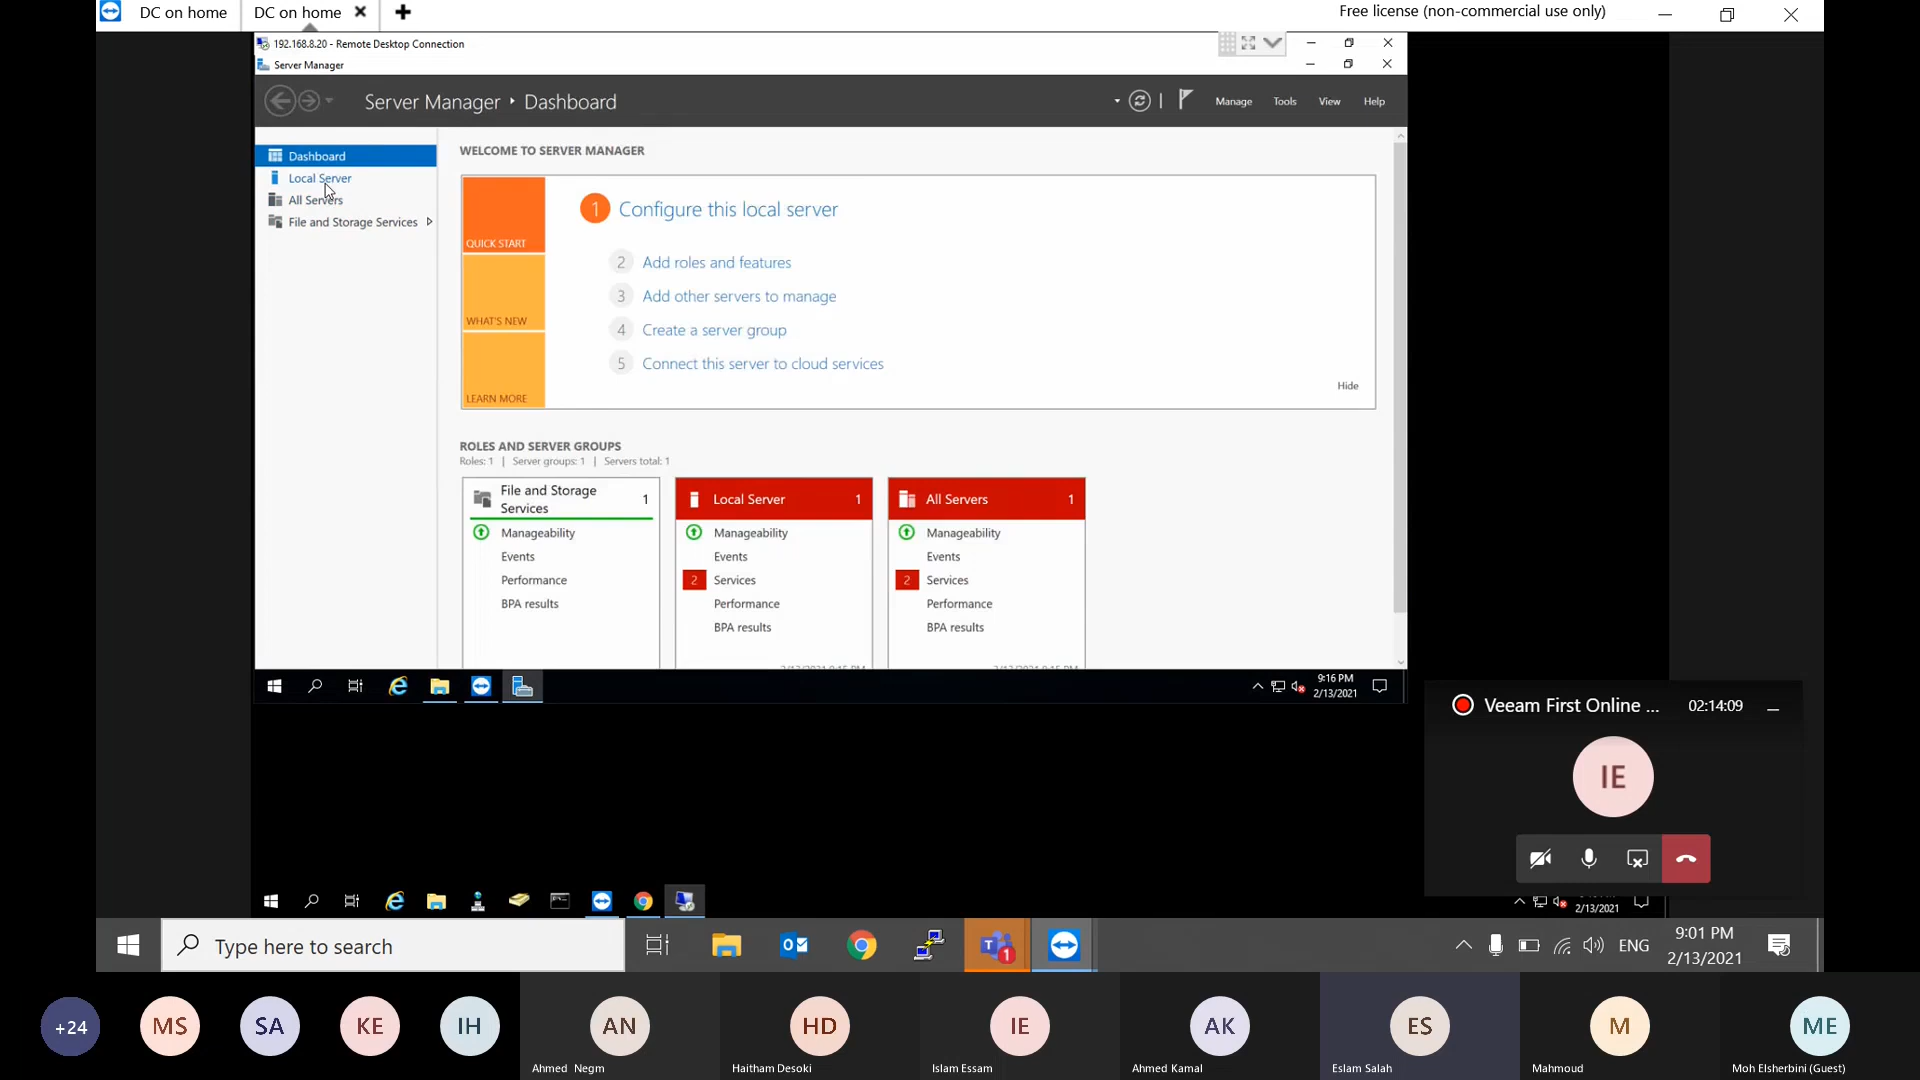 DC on home
DC on home
Free license (non-commercial use only)
192.168.8.20 - Remote Desktop Connection
Server Manager
Server Manager
Dashboard
Manage
Tools
View
Help
Dashboard
Local Server
All Servers
File and Storage Services
WELCOME TO SERVER MANAGER
QUICK START
WHAT'S NEW
LEARN MORE
1 Configure this local server
2 Add roles and features
3 Add other servers to manage
4 Create a server group
5 Connect this server to cloud services
Hide
ROLES AND SERVER GROUPS
Roles: 1 | Server groups: 1 | Servers total: 1
File and Storage
Services
1
Manageability
Events
Performance
BPA results
Local Server 1
Manageability
Events
2 Services
Performance
BPA results
All Servers 1
Manageability
Events
2 Services
Performance
BPA results
9:16 PM
2/13/2021
Veeam First Online ...
02:14:09
IE
2/13/2021
Type here to search
1
ENG
9:01 PM
2/13/2021
+24
MS
SA
KE
IH
AN
Ahmed Negm
HD
Haitham Desoki
IE
Islam Essam
AK
Ahmed Kamal
ES
Eslam Salah
M
Mahmoud
ME
Moh Elsherbini (Guest)